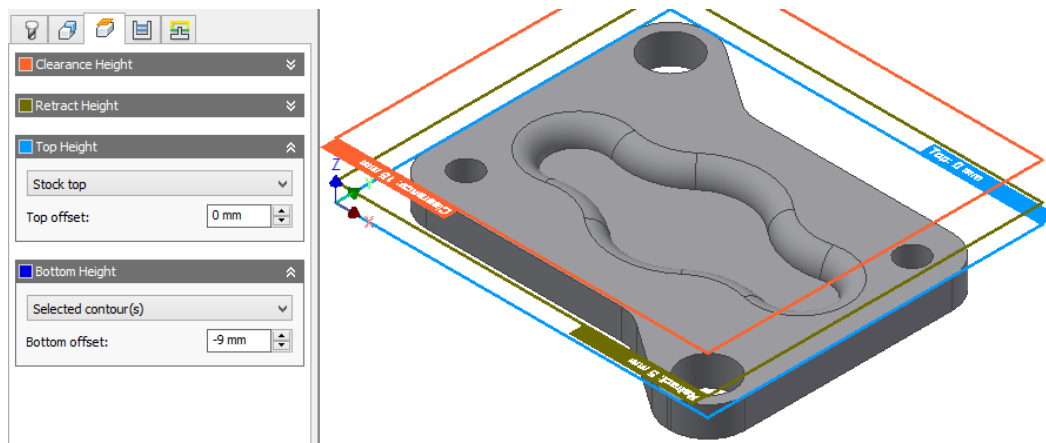 Clearance Height
Retract Height
Top Height
Stock top
Top offset:
0 mm
Bottom Height
Selected contour(s)
Bottom offset:
-9 mm
Z
Y
X
Clearance: 15 mm
Top: 0 mm
Retract: 5 mm